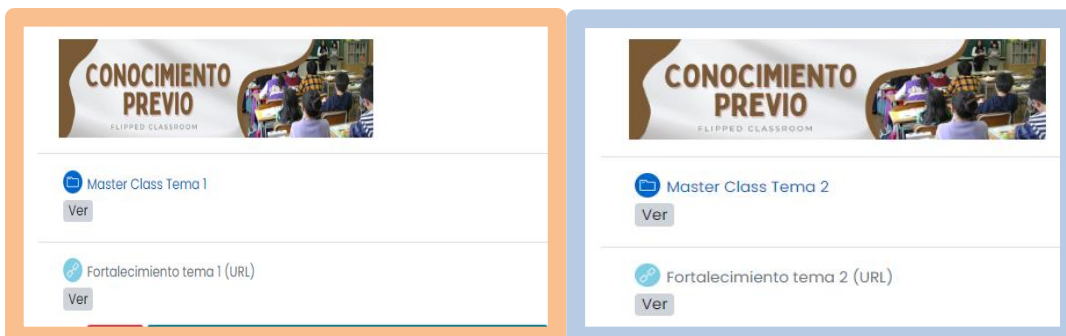 CONOCIMIENTO
PREVIO
FLIPPED CLASSROOM
Master Class Tema 1
Ver
Fortalecimiento tema 1 (URL)
Ver
CONOCIMIENTO
PREVIO
FLIPPED CLASSROOM
Master Class Tema 2
Ver
Fortalecimiento tema 2 (URL)
Ver